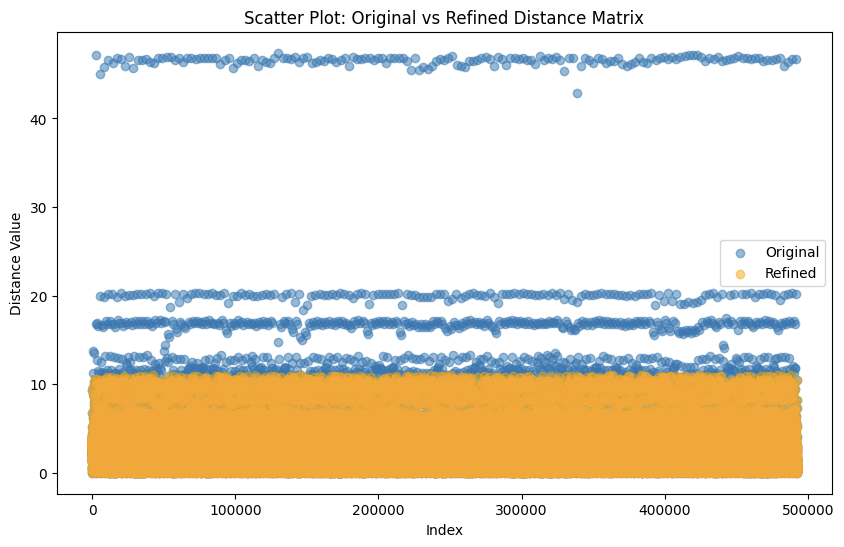 Scatter Plot: Original vs Refined Distance Matrix
Distance Value
40
30
20
10
0
Original
Refined
0
100000
200000
300000
400000
500000
Index